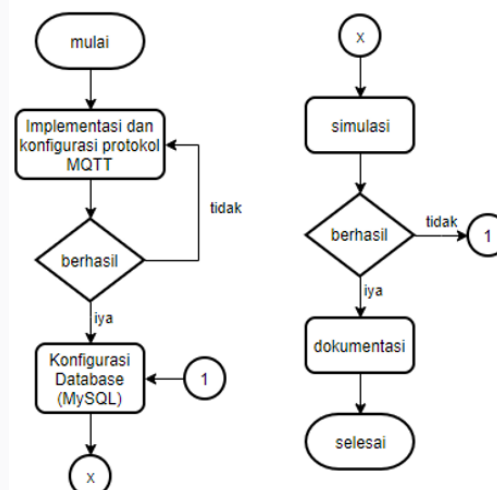 mulai
Implementasi dan
konfigurasi protokol
MQTT
tidak
berhasil
iya
Konfigurasi
Database
(MySQL)
1
x
x
simulasi
berhasil
tidak
1
iya
dokumentasi
selesai